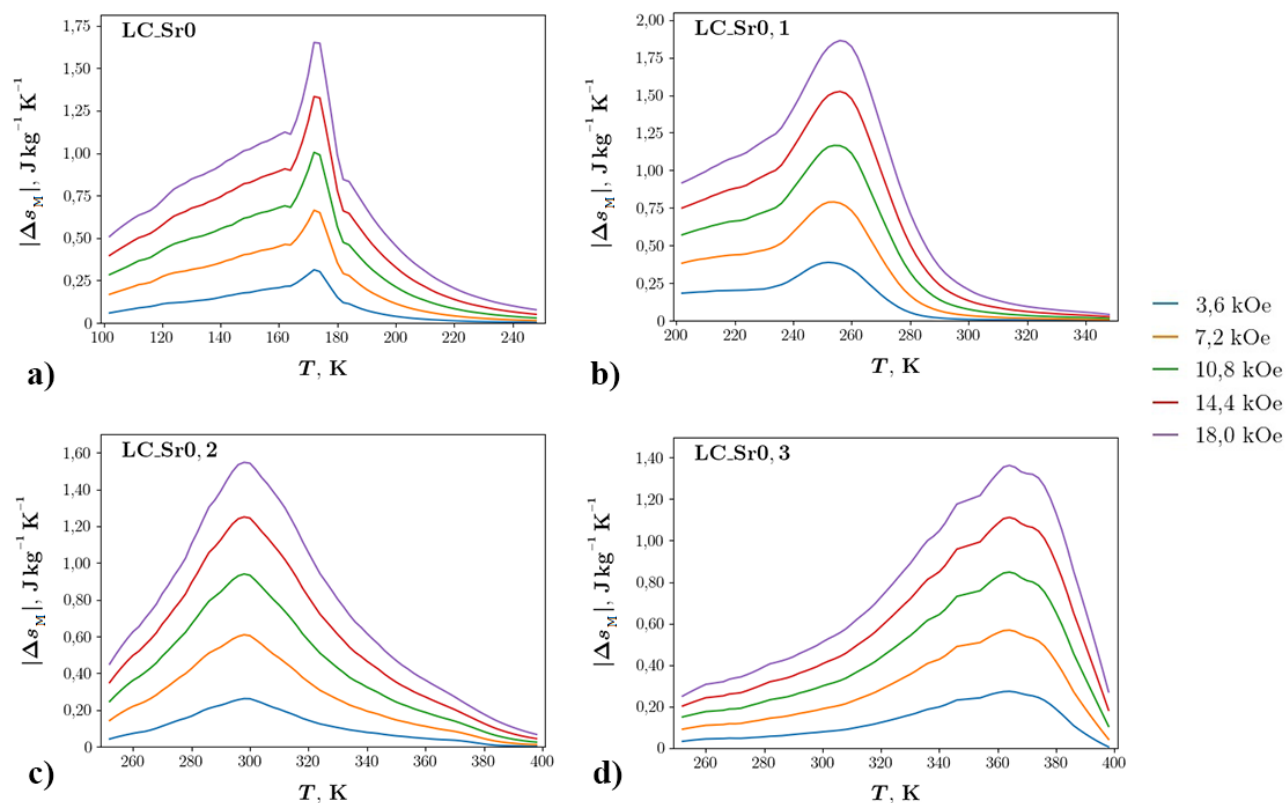 LC_Sr0
1,75
1,50
1,25
1,00
0,75
0,50
0,25
0
|Δs_M|, J kg⁻¹ K⁻¹
100 120 140 160 180 200 220 240
T, K
a)
LC_Sr0, 1
2,00
1,75
1,50
1,25
1,00
0,75
0,50
0,25
0
|Δs_M|, J kg⁻¹ K⁻¹
200 220 240 260 280 300 320 340
T, K
b)
3,6 kOe
7,2 kOe
10,8 kOe
14,4 kOe
18,0 kOe
LC_Sr0, 2
1,60
1,40
1,20
1,00
0,80
0,60
0,40
0,20
0
|Δs_M|, J kg⁻¹ K⁻¹
260 280 300 320 340 360 380 400
T, K
c)
LC_Sr0, 3
1,40
1,20
1,00
0,80
0,60
0,40
0,20
0
|Δs_M|, J kg⁻¹ K⁻¹
260 280 300 320 340 360 380 400
T, K
d)